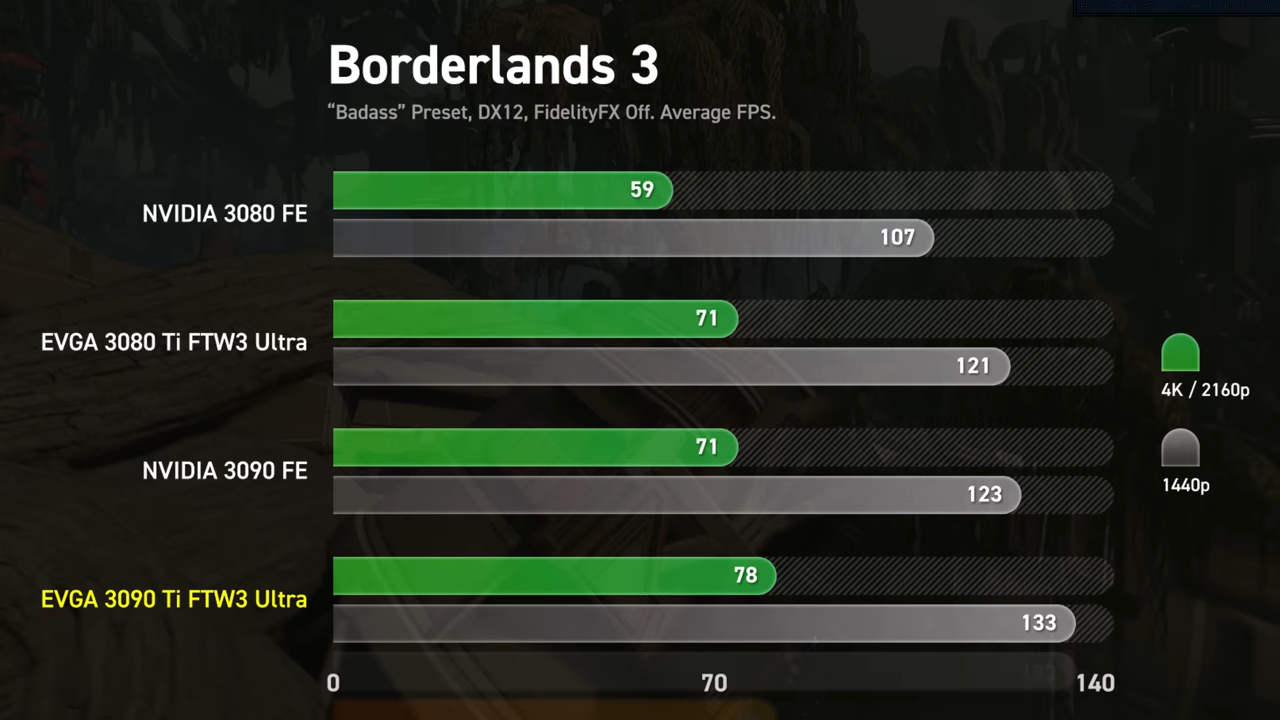 Borderlands 3
“Badass” Preset, DX12, FidelityFX Off. Average FPS.
NVIDIA 3080 FE
59
107
EVGA 3080 Ti FTW3 Ultra
71
121
NVIDIA 3090 FE
71
123
EVGA 3090 Ti FTW3 Ultra
78
133
0 70 140
4K / 2160p
1440p